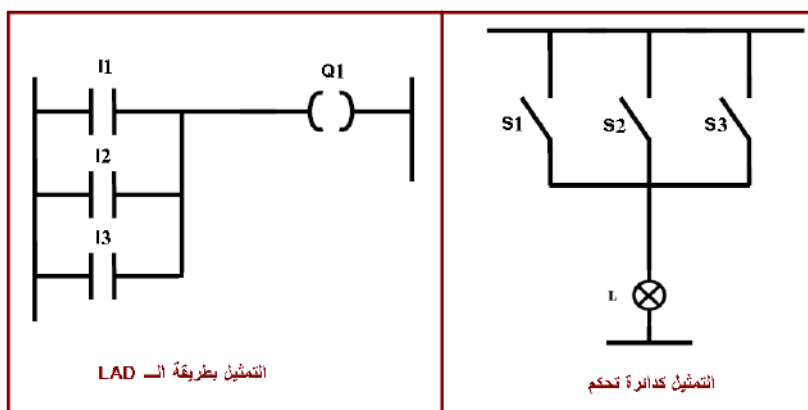 I1
Q1
I2
I3
التمثيل بطريقة الـــ LAD
S1
S2
S3
L
التمثيل كدائرة تحكم